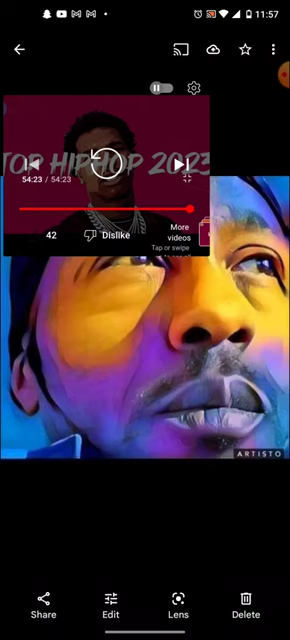 11:57
TOP HIPHOP 2023
54:23 / 54:23
42 Dislike
More
videos
Tap or swipe
ARTISTO
Share Edit Lens Delete